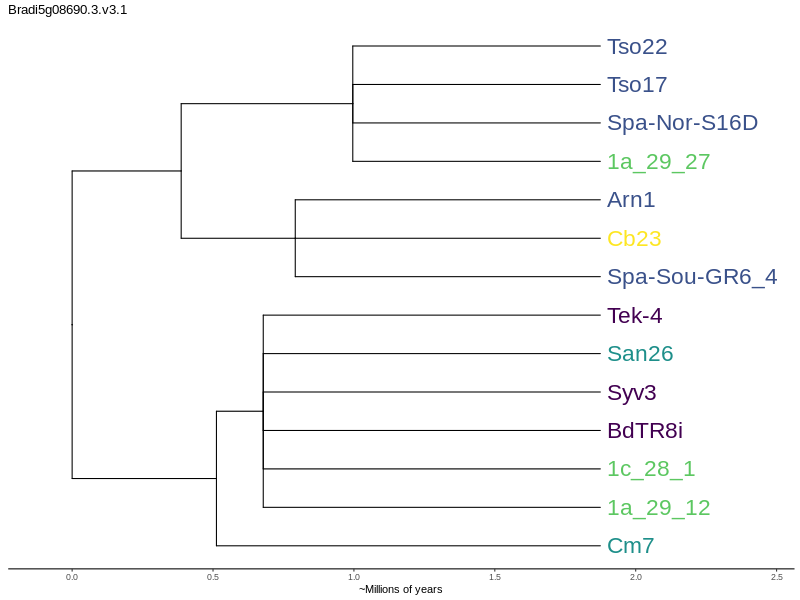 Bradi5g08690.3.v3.1
Tso22
Tso17
Spa-Nor-S16D
1a_29_27
Arn1
Cb23
Spa-Sou-GR6_4
Tek-4
San26
Syv3
BdTR8i
1c_28_1
1a_29_12
Cm7
0.0 0.5 1.0 1.5 2.0 2.5
~Millions of years